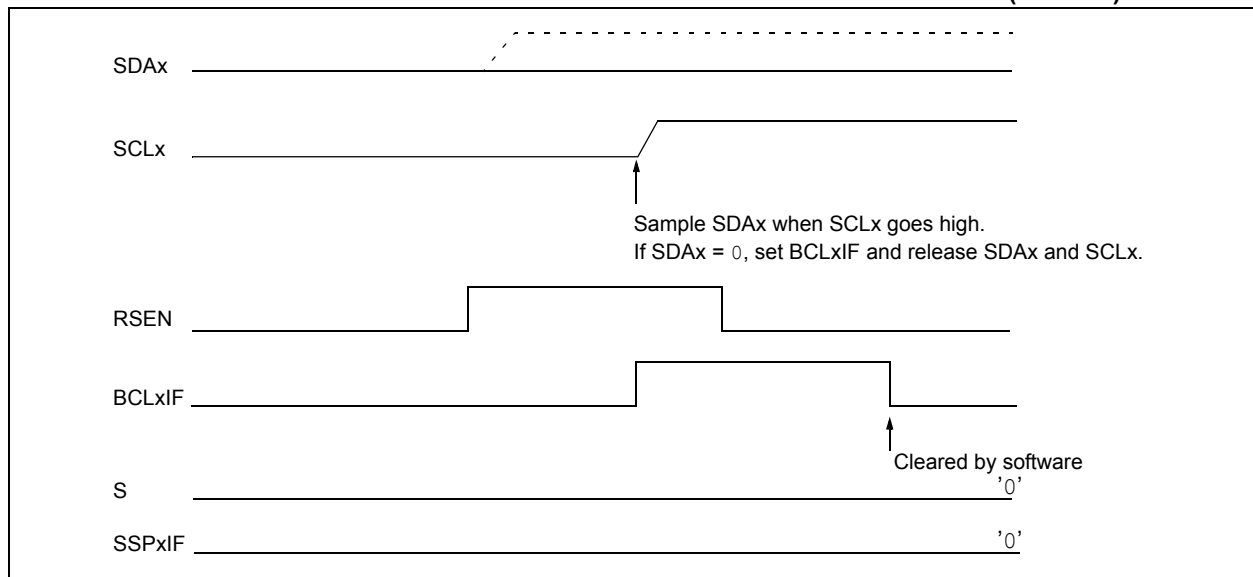 SDAx
SCLx
Sample SDAx when SCLx goes high.
If SDAx = 0, set BCLxIF and release SDAx and SCLx.
RSEN
BCLxIF
Cleared by software
S '0'
SSPxIF '0'